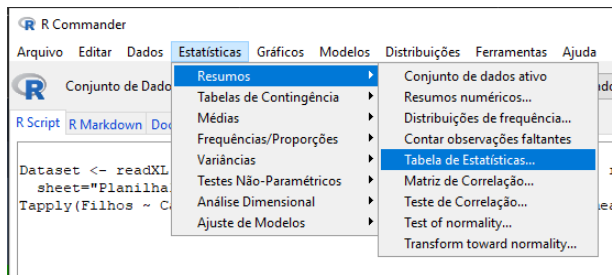 R Commander
Arquivo Editar Dados Estatísticas Gráficos Modelos Distribuições Ferramentas Ajuda
Conjunto de Dado
R Script R Markdown Doc
Resumos
Tabelas de Contingência
Médias
Frequências/Proporções
Variâncias
Testes Não-Paramétricos
Análise Dimensional
Ajuste de Modelos
Conjunto de dados ativo
Resumos numéricos...
Distribuições de frequência...
Contar observações faltantes
Tabela de Estatísticas...
Matriz de Correlação...
Teste de Correlação...
Test of normality...
Transform toward normality...
Dataset <- readXL
sheet="Planilha
Tapply(Filhos ~ C